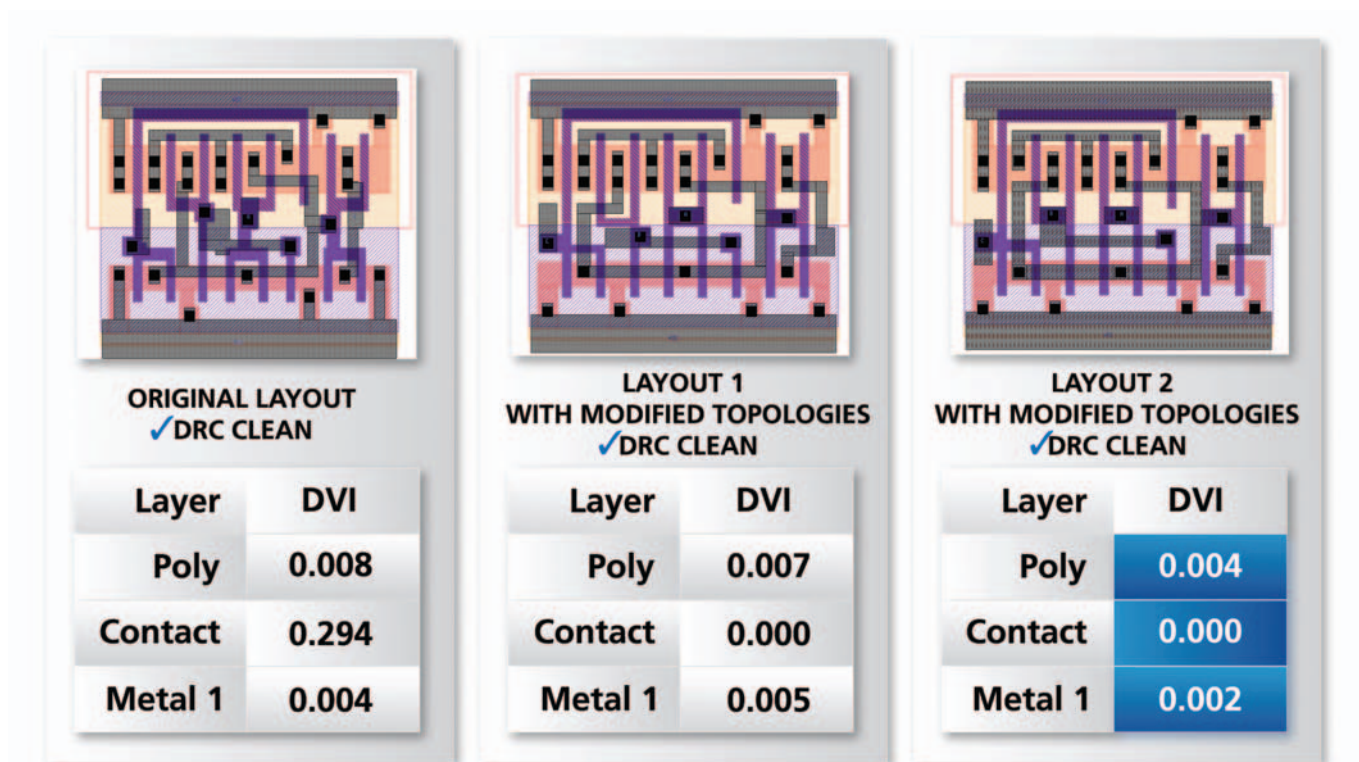 ORIGINAL LAYOUT
✓DRC CLEAN
Layer DVI
Poly 0.008
Contact 0.294
Metal 1 0.004
LAYOUT 1
WITH MODIFIED TOPOLOGIES
✓DRC CLEAN
Layer DVI
Poly 0.007
Contact 0.000
Metal 1 0.005
LAYOUT 2
WITH MODIFIED TOPOLOGIES
✓DRC CLEAN
Layer DVI
Poly 0.004
Contact 0.000
Metal 1 0.002